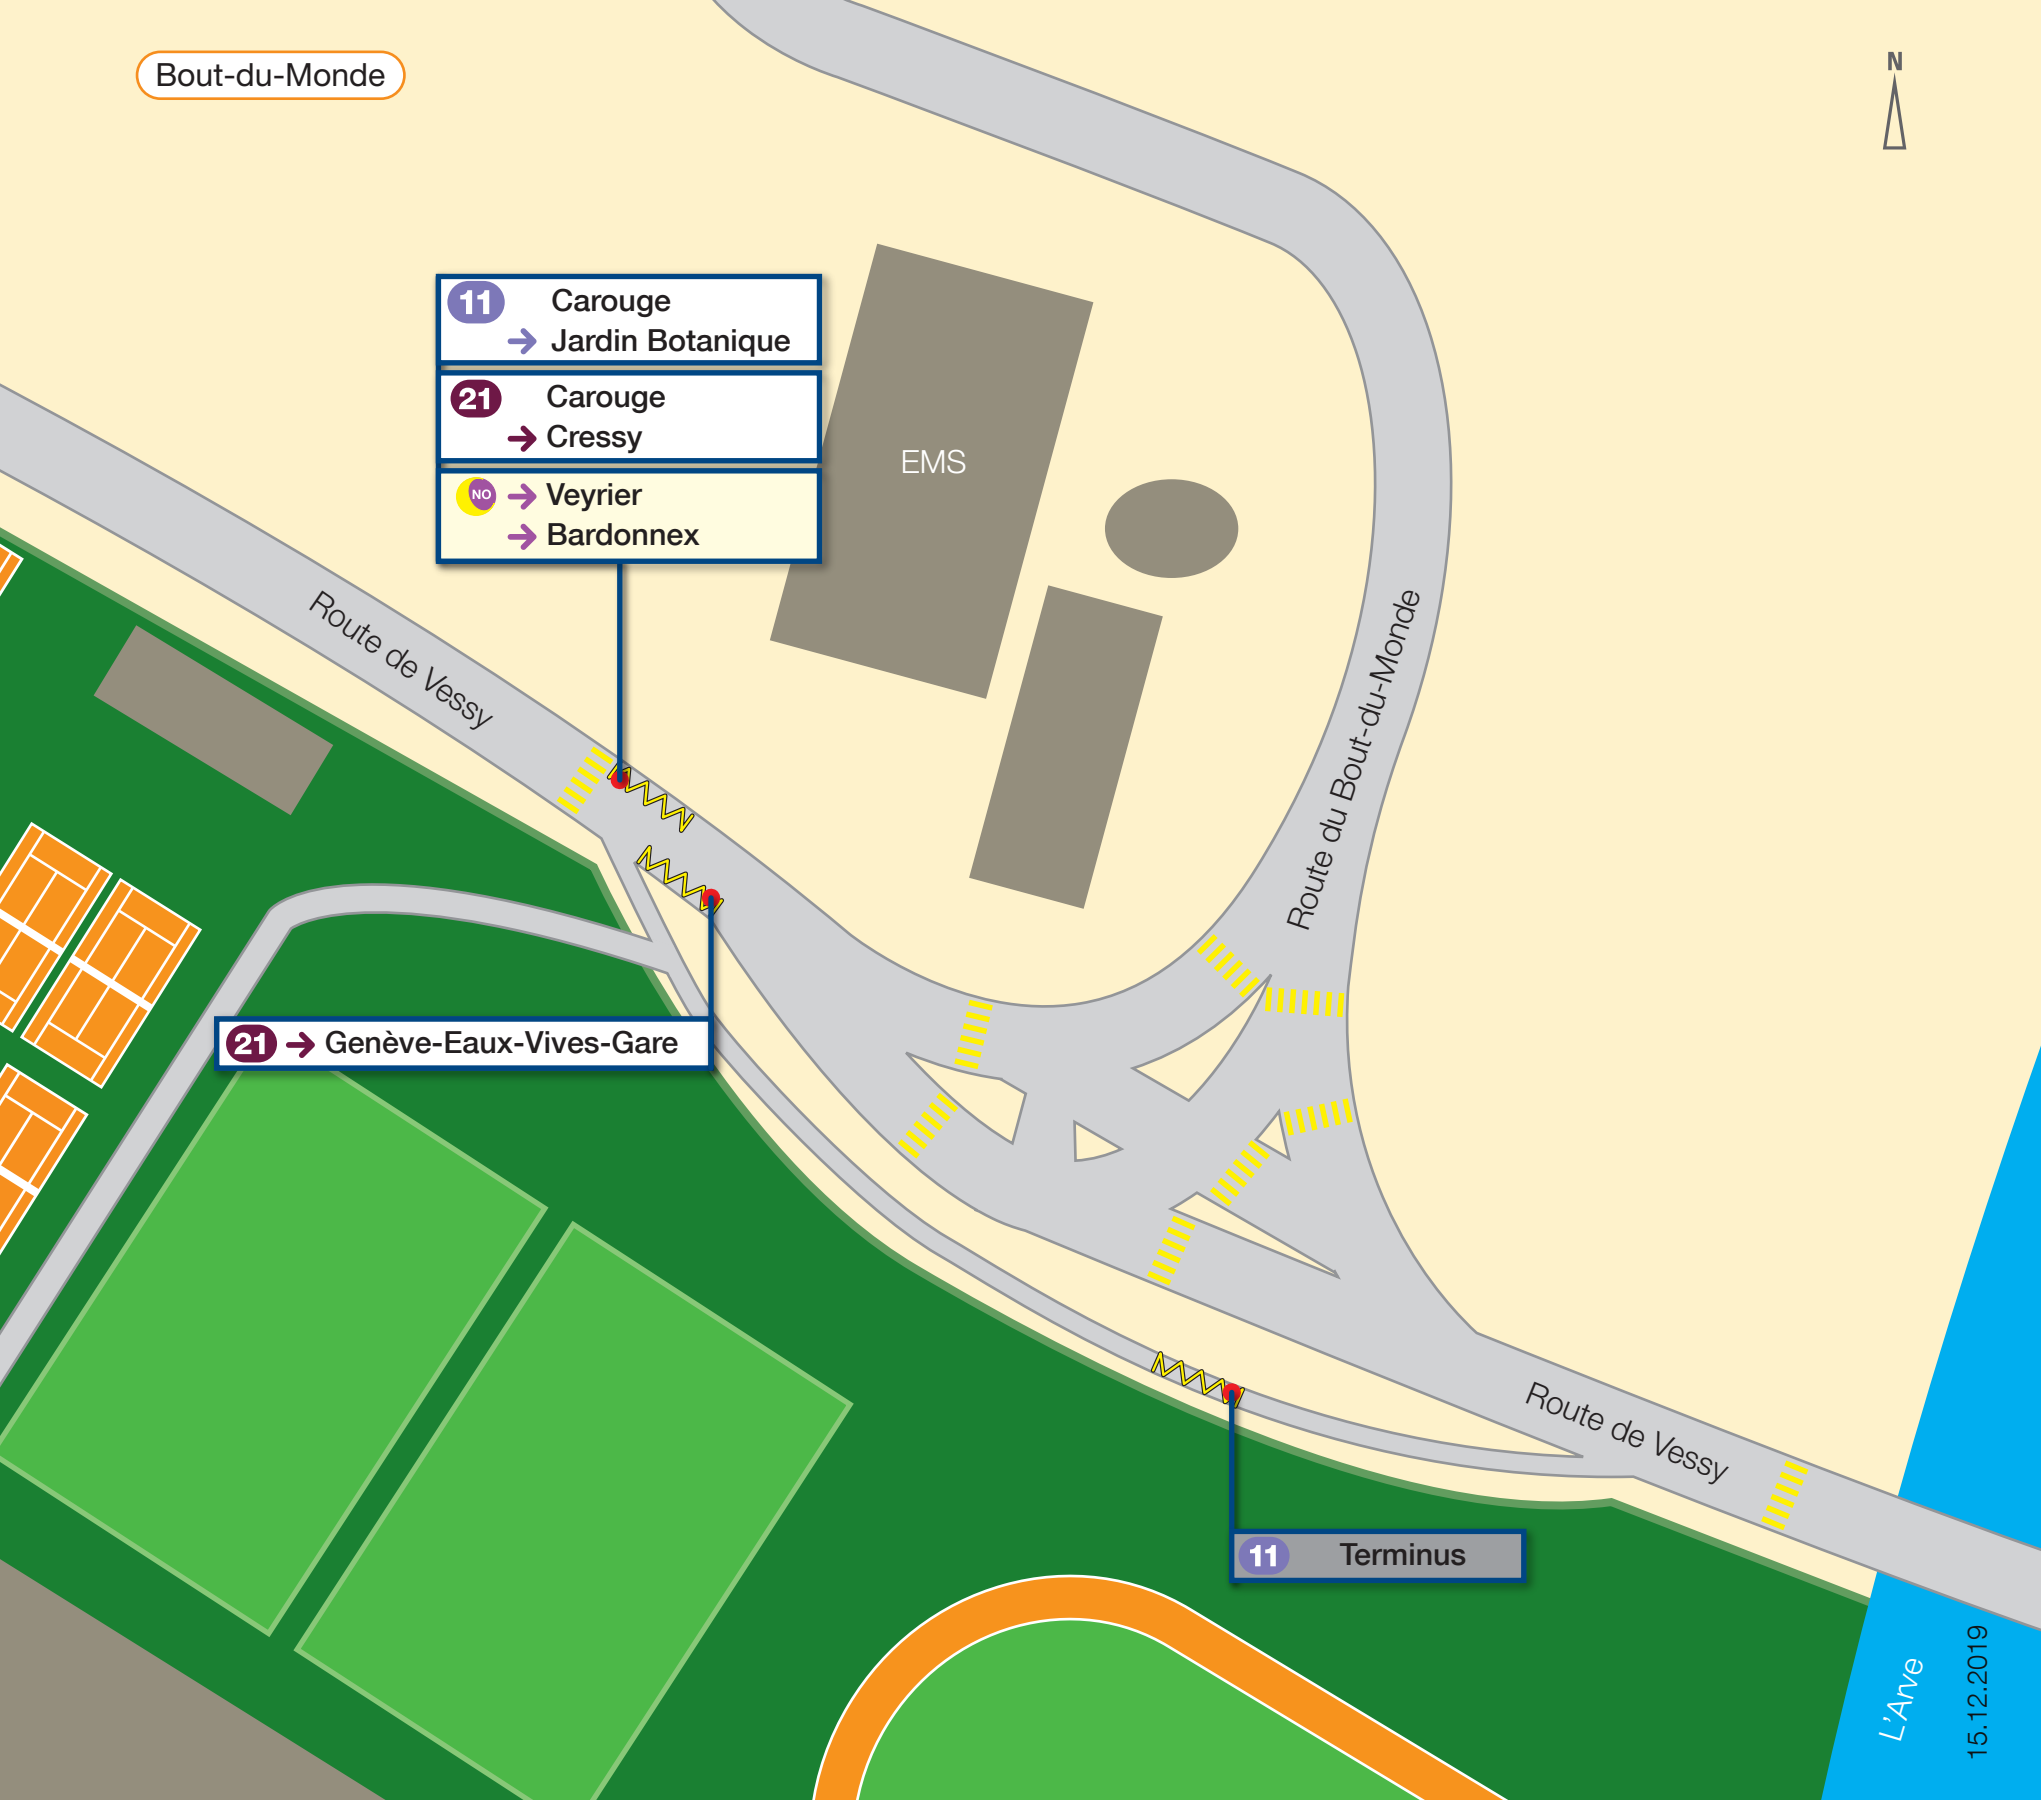 Bout-du-Monde
N
11 Carouge
→ Jardin Botanique
21 Carouge
→ Cressy
NO → Veyrier
→ Bardonnex
EMS
Route de Vessy
Route du Bout-du-Monde
21 → Genève-Eaux-Vives-Gare
Route de Vessy
11 Terminus
L'Arve
15.12.2019